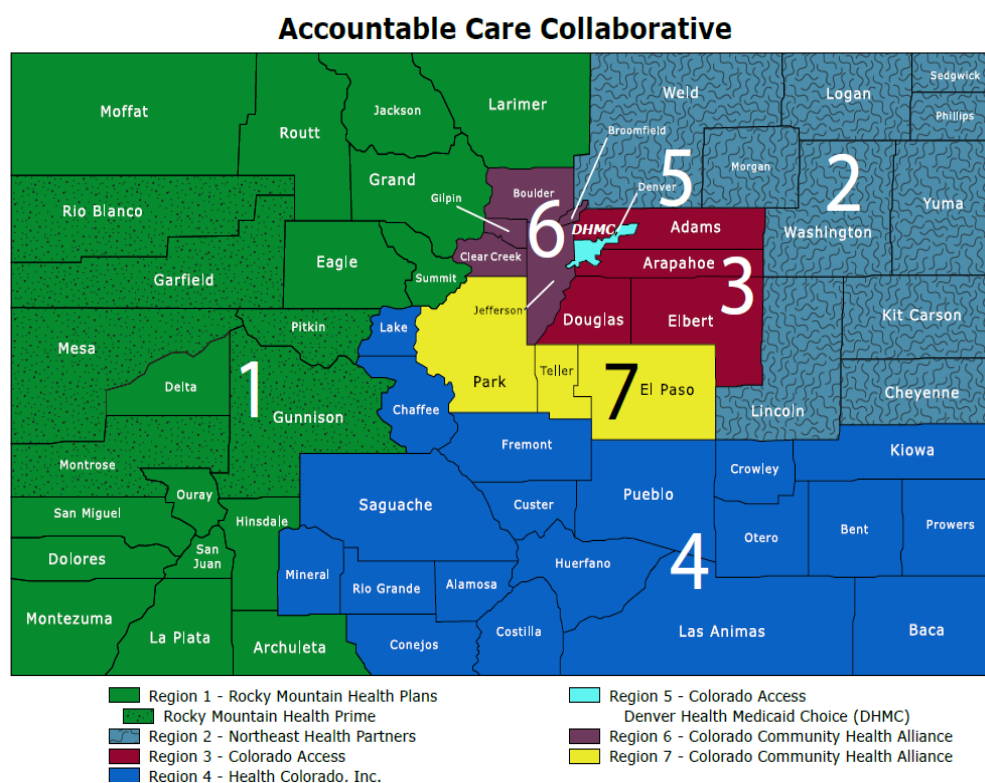 Accountable Care Collaborative
Moffat
Routt
Jackson
Larimer
Weld
Logan
Sedgwick
Phillips
Broomfield
Morgan
Grand
Gilpin
Boulder
5
Denver
2
Yuma
Rio Blanco
6
DHMC
Adams
Washington
Garfield
Eagle
Summit
Clear Creek
Arapahoe
3
Jefferson
Douglas
Elbert
Kit Carson
Mesa
Pitkin
Lake
Delta
1
Gunnison
Park
Teller
7
El Paso
Cheyenne
Chaffee
Lincoln
Fremont
Kiowa
Montrose
Crowley
Ouray
Saguache
Custer
Pueblo
San Miguel
Hinsdale
Otero
Bent
Prowers
Dolores
San
Juan
Mineral
Rio Grande
Alamosa
Huerfano
4
Montezuma
La Plata
Archuleta
Conejos
Costilla
Las Animas
Baca
Region 1 - Rocky Mountain Health Plans
Rocky Mountain Health Prime
Region 2 - Northeast Health Partners
Region 3 - Colorado Access
Region 4 - Health Colorado, Inc.
Region 5 - Colorado Access
Denver Health Medicaid Choice (DHMC)
Region 6 - Colorado Community Health Alliance
Region 7 - Colorado Community Health Alliance